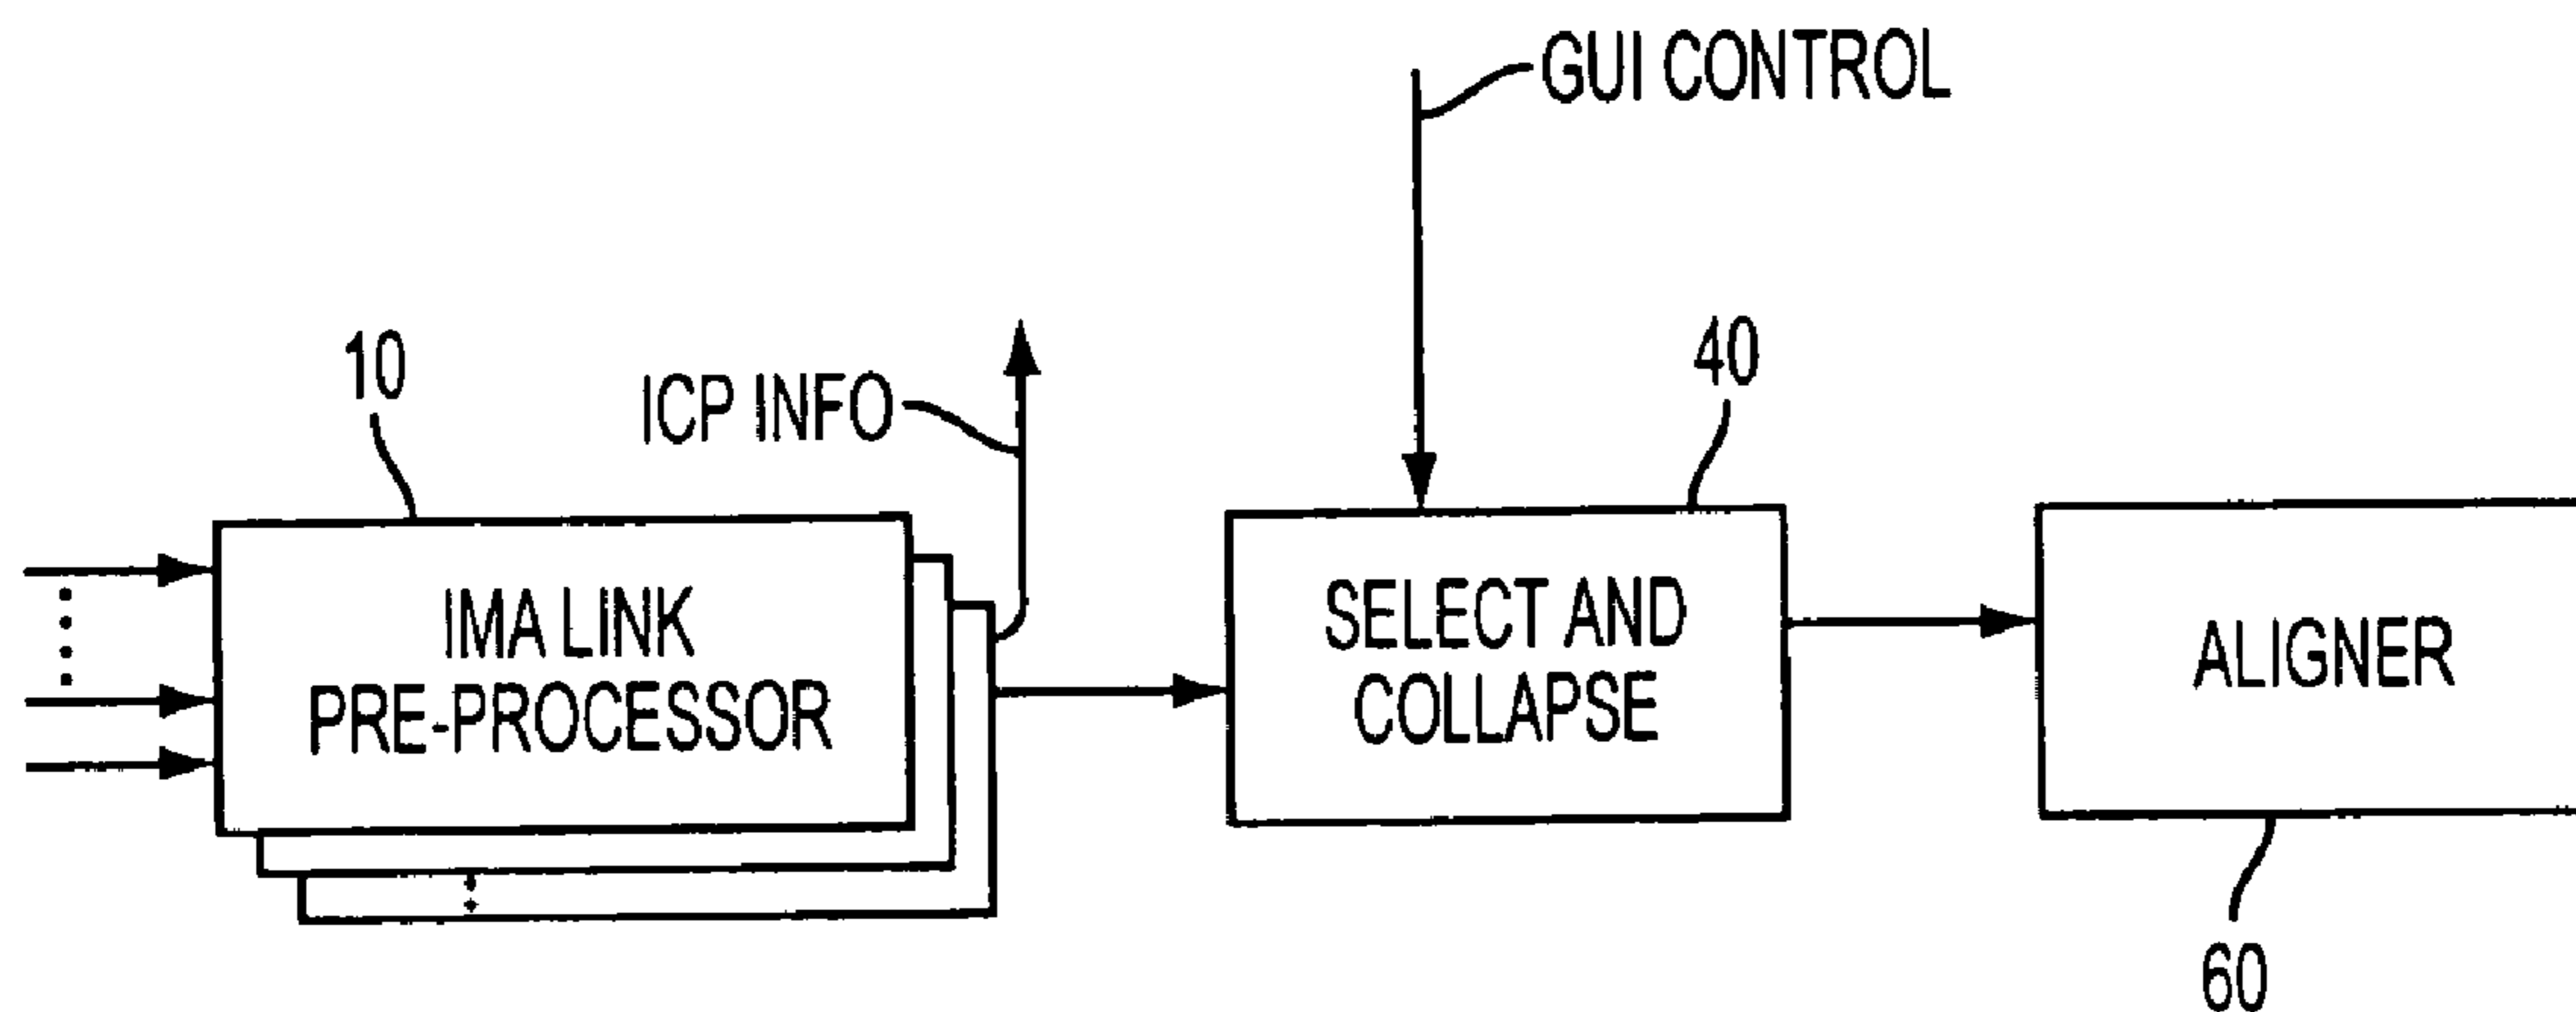 GUI CONTROL
10
ICP INFO
40
IMA LINK
PRE-PROCESSOR
SELECT AND
COLLAPSE
ALIGNER
60